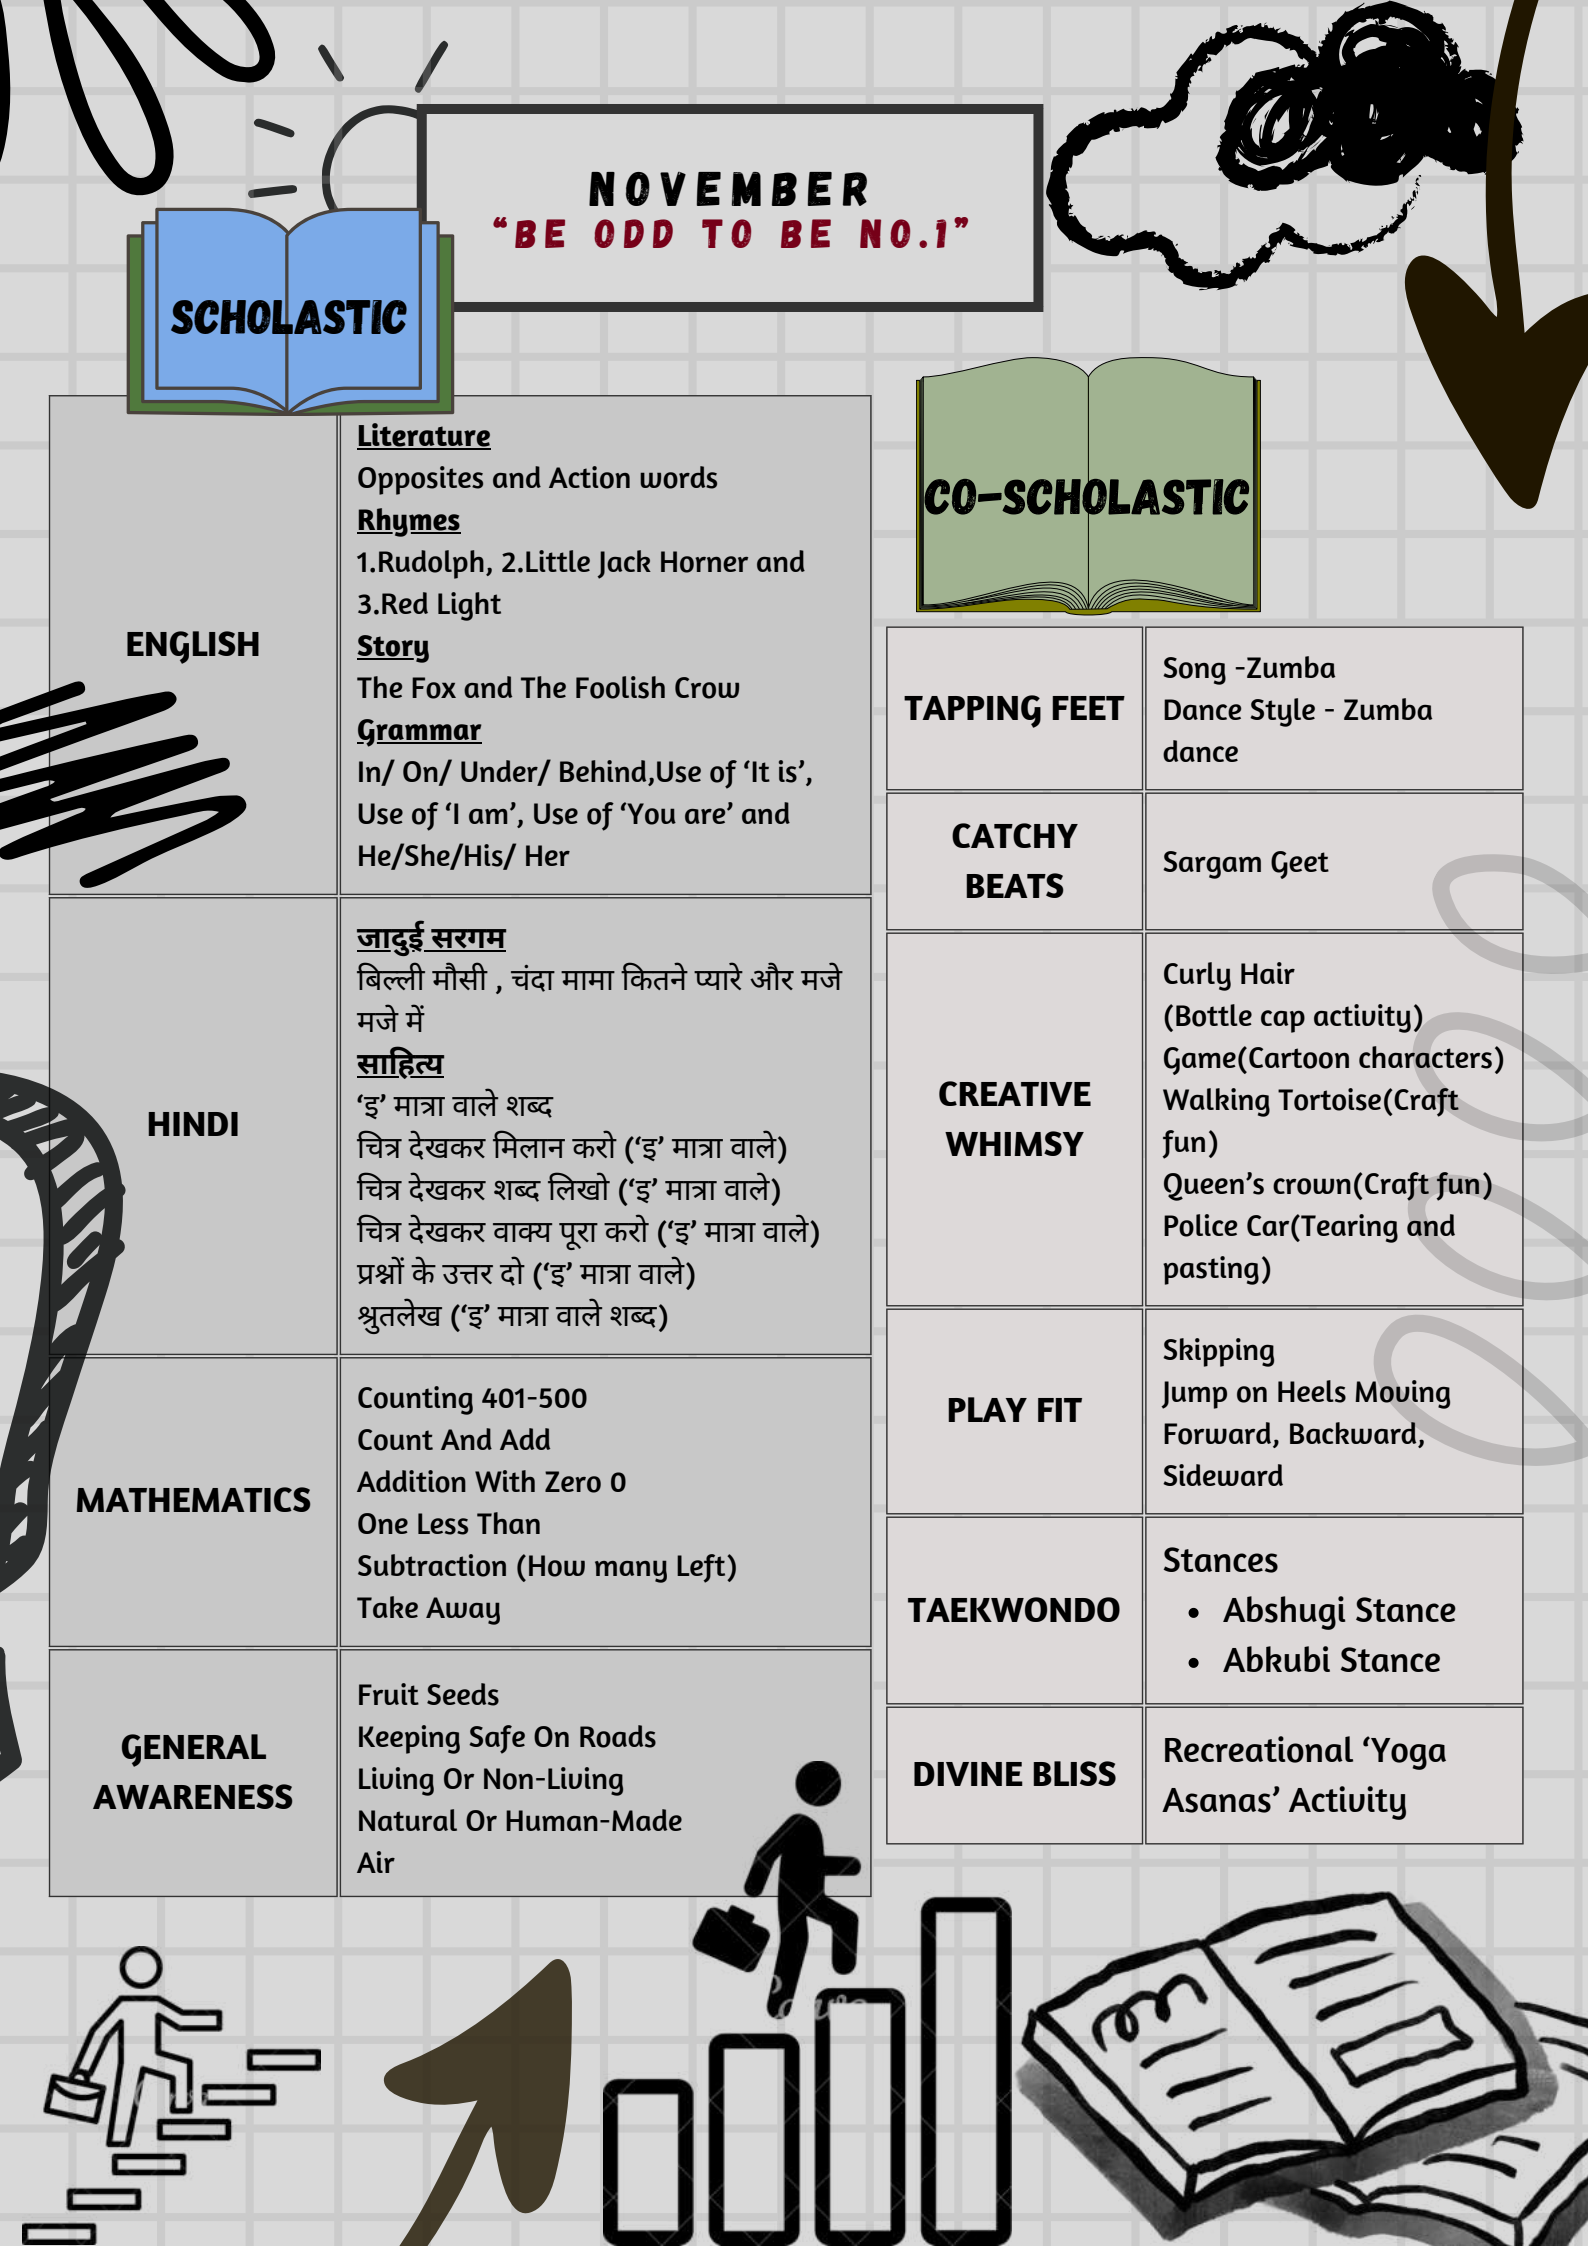 NOVEMBER
“BE ODD TO BE NO.1”
SCHOLASTIC
ENGLISH
Literature
Opposites and Action words
Rhymes
1.Rudolph, 2.Little Jack Horner and
3.Red Light
Story
The Fox and The Foolish Crow
Grammar
In/ On/ Under/ Behind,Use of ‘It is’,
Use of ‘I am’, Use of ‘You are’ and
He/She/His/ Her
HINDI
जादुई सरगम
बिल्ली मौसी , चंदा मामा कितने प्यारे और मजे
मजे में
साहित्य
‘इ’ मात्रा वाले शब्द
चित्र देखकर मिलान करो (‘इ’ मात्रा वाले)
चित्र देखकर शब्द लिखो (‘इ’ मात्रा वाले)
चित्र देखकर वाक्य पूरा करो (‘इ’ मात्रा वाले)
प्रश्नों के उत्तर दो (‘इ’ मात्रा वाले)
श्रुतलेख (‘इ’ मात्रा वाले शब्द)
MATHEMATICS
Counting 401-500
Count And Add
Addition With Zero 0
One Less Than
Subtraction (How many Left)
Take Away
GENERAL
AWARENESS
Fruit Seeds
Keeping Safe On Roads
Living Or Non-Living
Natural Or Human-Made
Air
CO-SCHOLASTIC
TAPPING FEET
Song -Zumba
Dance Style - Zumba
dance
CATCHY
BEATS
Sargam Geet
CREATIVE
WHIMSY
Curly Hair
(Bottle cap activity)
Game(Cartoon characters)
Walking Tortoise(Craft
fun)
Queen’s crown(Craft fun)
Police Car(Tearing and
pasting)
PLAY FIT
Skipping
Jump on Heels Moving
Forward, Backward,
Sideward
TAEKWONDO
Stances
• Abshugi Stance
• Abkubi Stance
DIVINE BLISS
Recreational ‘Yoga
Asanas’ Activity